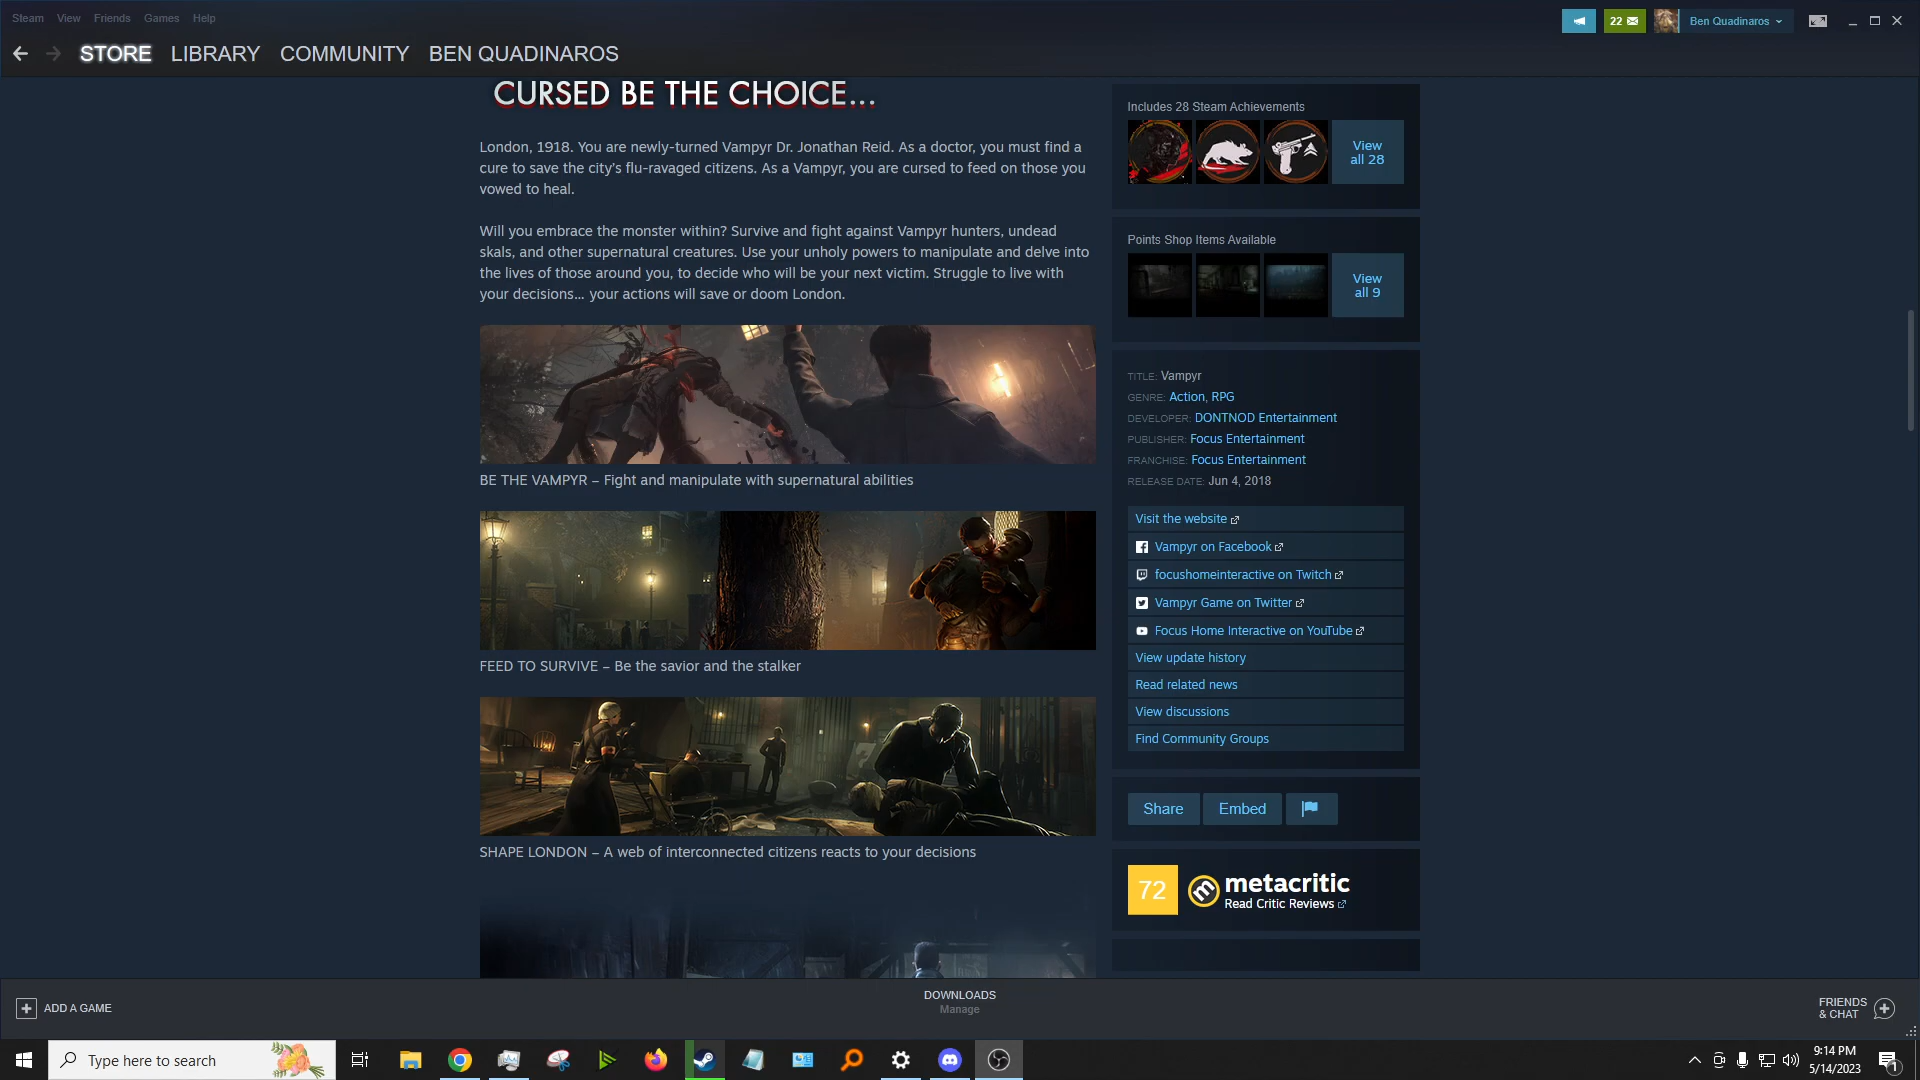 Steam View Friends Games Help
22
Ben Quadinaros
STORE LIBRARY COMMUNITY BEN QUADINAROS
CURSED BE THE CHOICE...
London, 1918. You are newly-turned Vampyr Dr. Jonathan Reid. As a doctor, you must find a
cure to save the city's flu-ravaged citizens. As a Vampyr, you are cursed to feed on those you
vowed to heal.
Will you embrace the monster within? Survive and fight against Vampyr hunters, undead
skals, and other supernatural creatures. Use your unholy powers to manipulate and delve into
the lives of those around you, to decide who will be your next victim. Struggle to live with
your decisions... your actions will save or doom London.
BE THE VAMPYR – Fight and manipulate with supernatural abilities
FEED TO SURVIVE – Be the savior and the stalker
SHAPE LONDON – A web of interconnected citizens reacts to your decisions
Includes 28 Steam Achievements
View
all 28
Points Shop Items Available
View
all 9
TITLE: Vampyr
GENRE: Action, RPG
DEVELOPER: DONTNOD Entertainment
PUBLISHER: Focus Entertainment
FRANCHISE: Focus Entertainment
RELEASE DATE: Jun 4, 2018
Visit the website
Vampyr on Facebook
focushomeinteractive on Twitch
Vampyr Game on Twitter
Focus Home Interactive on YouTube
View update history
Read related news
View discussions
Find Community Groups
Share Embed
72 metacritic
Read Critic Reviews
ADD A GAME
DOWNLOADS
Manage
FRIENDS
& CHAT
Type here to search
9:14 PM
5/14/2023
1